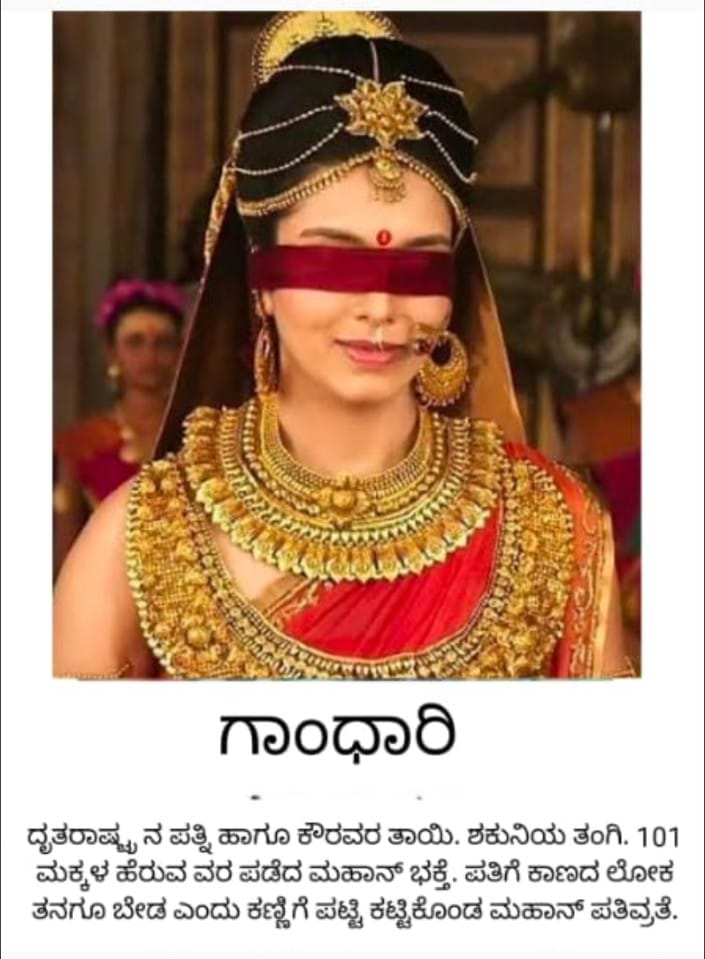 ಗಾಂಧಾರಿ
ದೃತರಾಷ್ಟ್ರ ನ ಪತ್ನಿ ಹಾಗೂ ಕೌರವರ ತಾಯಿ. ಶಕುನಿಯ ತಂಗಿ. 101
ಮಕ್ಕಳ ಹೆರುವ ವರ ಪಡೆದ ಮಹಾನ್ ಭಕ್ತೆ. ಪತಿಗೆ ಕಾಣದ ಲೋಕ
ತನಗೂ ಬೇಡ ಎಂದು ಕಣ್ಣಿಗೆ ಪಟ್ಟಿ ಕಟ್ಟಿಕೊಂಡ ಮಹಾನ್ ಪತಿವ್ರತೆ.